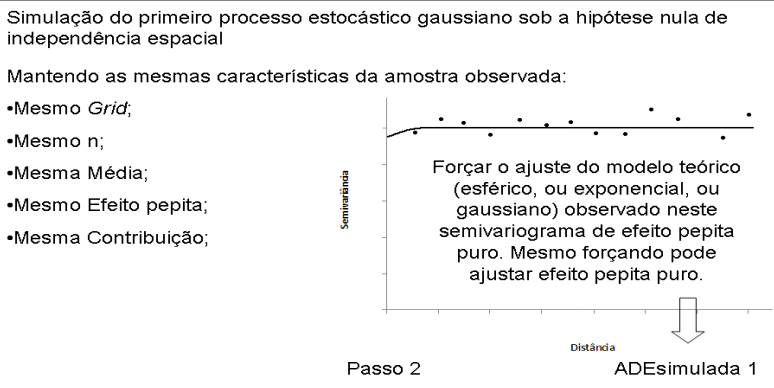 Simulação do primeiro processo estocástico gaussiano sob a hipótese nula de
independência espacial
Mantendo as mesmas características da amostra observada:
•Mesmo Grid;
•Mesmo n;
•Mesma Média;
•Mesmo Efeito pepita;
•Mesma Contribuição;
Semivariância
Forçar o ajuste do modelo teórico
(esférico, ou exponencial, ou
gaussiano) observado neste
semivariograma de efeito pepita
puro. Mesmo forçando pode
ajustar efeito pepita puro.
Distância
Passo 2
ADEsimulada 1